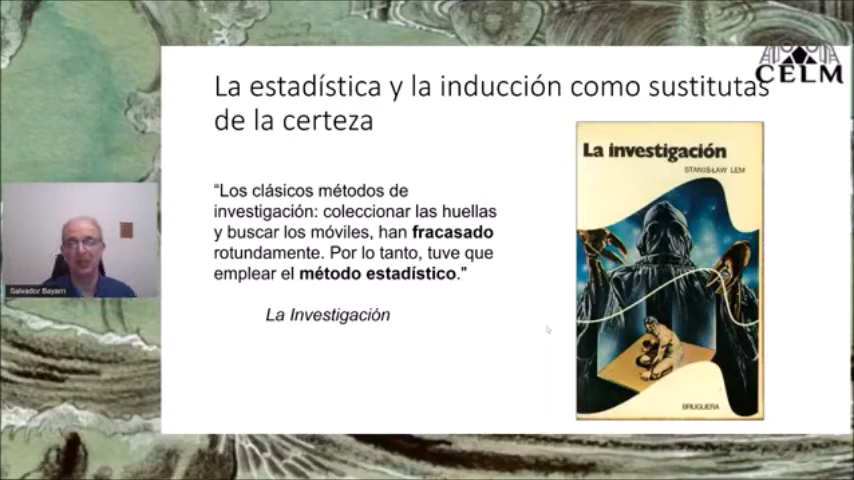 La estadística y la inducción como sustitutas
de la certeza
CELM
“Los clásicos métodos de
investigación: coleccionar las huellas
y buscar los móviles, han fracasado
rotundamente. Por lo tanto, tuve que
emplear el método estadístico.”
La Investigación
La investigación
STANISŁAW LEM
BRUGUERA
Salvador Bayarri